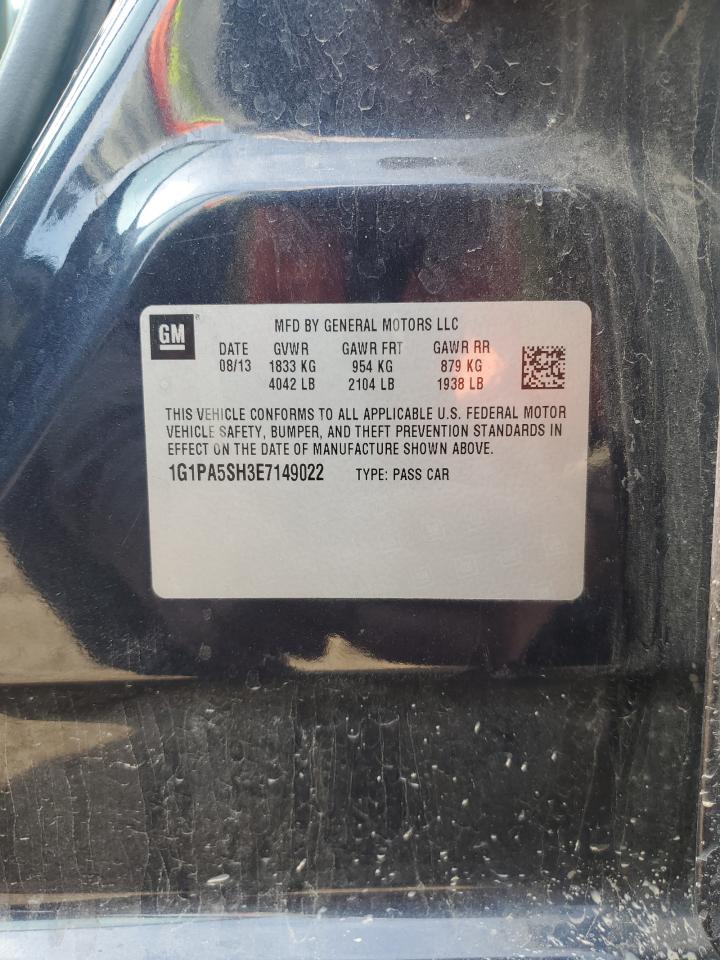 GM ® MFD BY GENERAL MOTORS LLC
DATE GVWR GAWR FRT GAWR RR
08/13 1833 KG 954 KG 879 KG
4042 LB 2104 LB 1938 LB
THIS VEHICLE CONFORMS TO ALL APPLICABLE U.S. FEDERAL MOTOR
VEHICLE SAFETY, BUMPER, AND THEFT PREVENTION STANDARDS IN
EFFECT ON THE DATE OF MANUFACTURE SHOWN ABOVE.
1G1PA5SH3E7149022 TYPE: PASS CAR